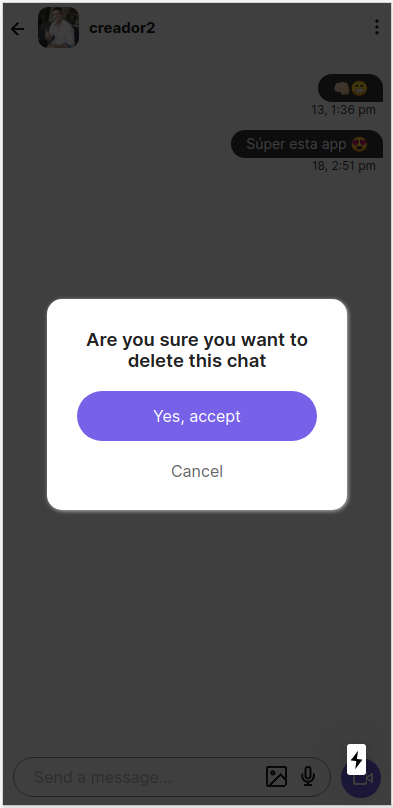 creador2
👊🏻😁
13, 1:36 pm
Súper esta app 😍
18, 2:51 pm
Are you sure you want to
delete this chat
Yes, accept
Cancel
Send a message...